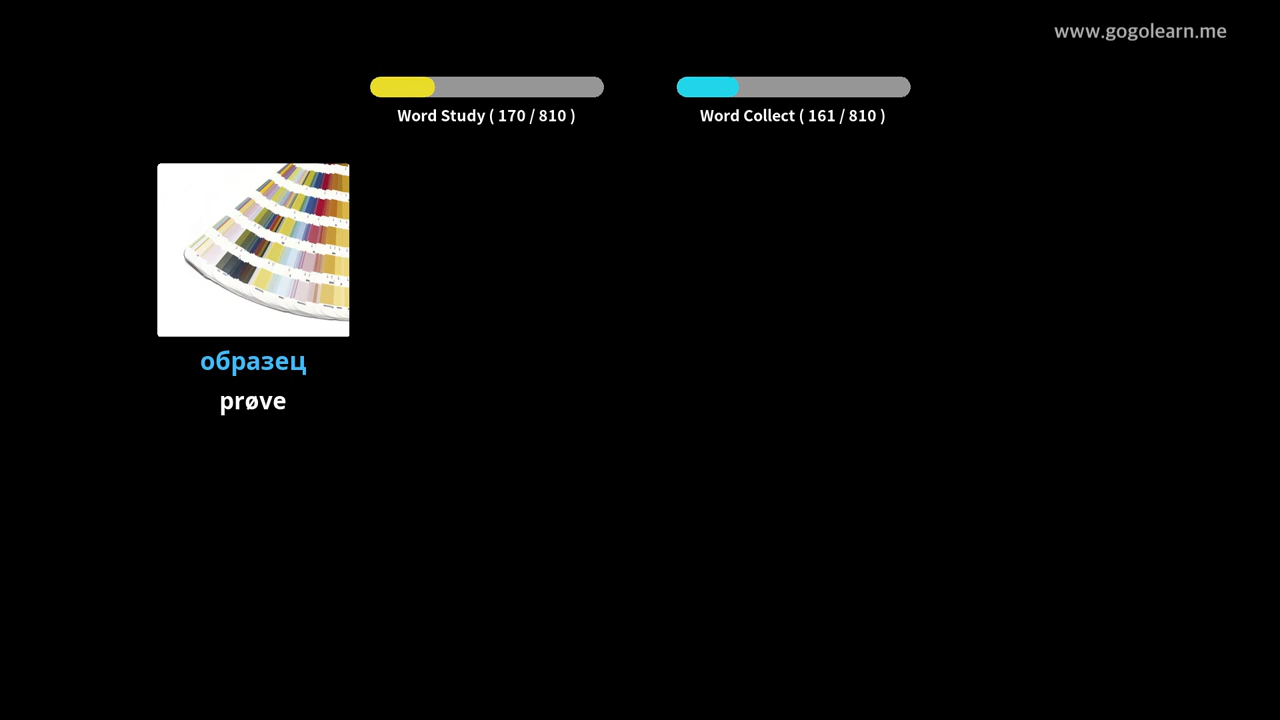 www.gogolearn.me
Word Study ( 170 / 810 )
Word Collect ( 161 / 810 )
образец
prøve